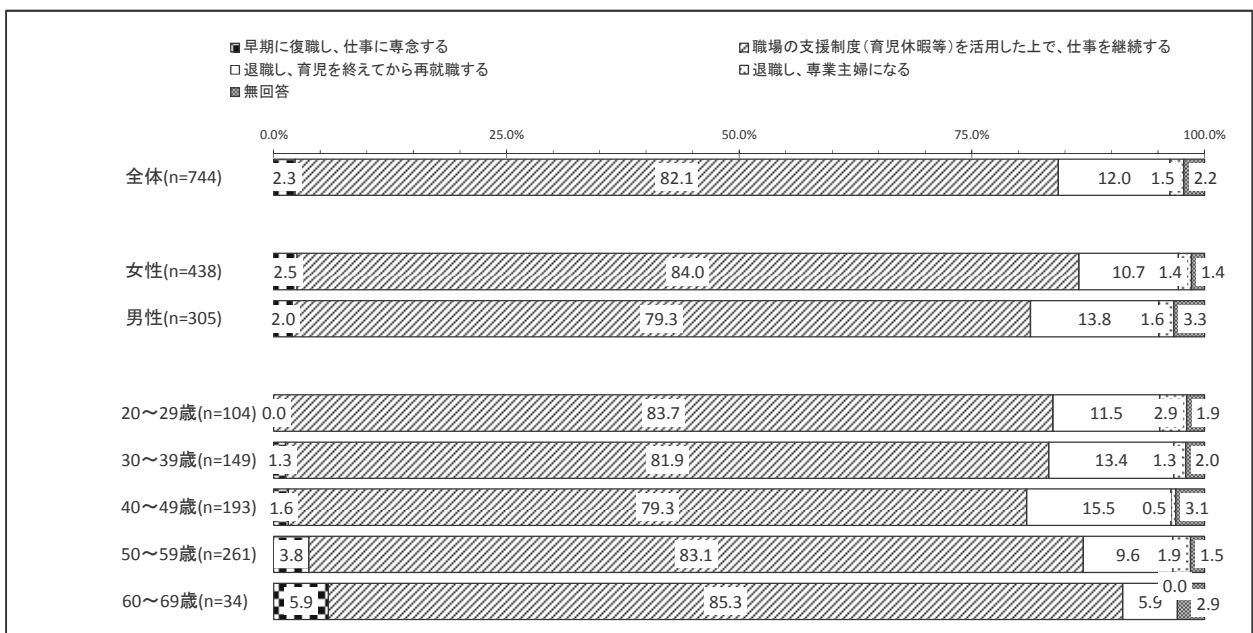 早期に復職し、仕事に専念する 職場の支援制度(育児休暇等)を活用した上で、仕事を継続する
退職し、育児を終えてから再就職する 退職し、専業主婦になる
無回答
0.0% 25.0% 50.0% 75.0% 100.0%
全体(n=744) 2.3 82.1 12.0 1.5 2.2
女性(n=438) 2.5 84.0 10.7 1.4 1.4
男性(n=305) 2.0 79.3 13.8 1.6 3.3
20～29歳(n=104) 0.0 83.7 11.5 2.9 1.9
30～39歳(n=149) 1.3 81.9 13.4 1.3 2.0
40～49歳(n=193) 1.6 79.3 15.5 0.5 3.1
50～59歳(n=261) 3.8 83.1 9.6 1.9 1.5
60～69歳(n=34) 5.9 85.3 5.9 0.0 2.9